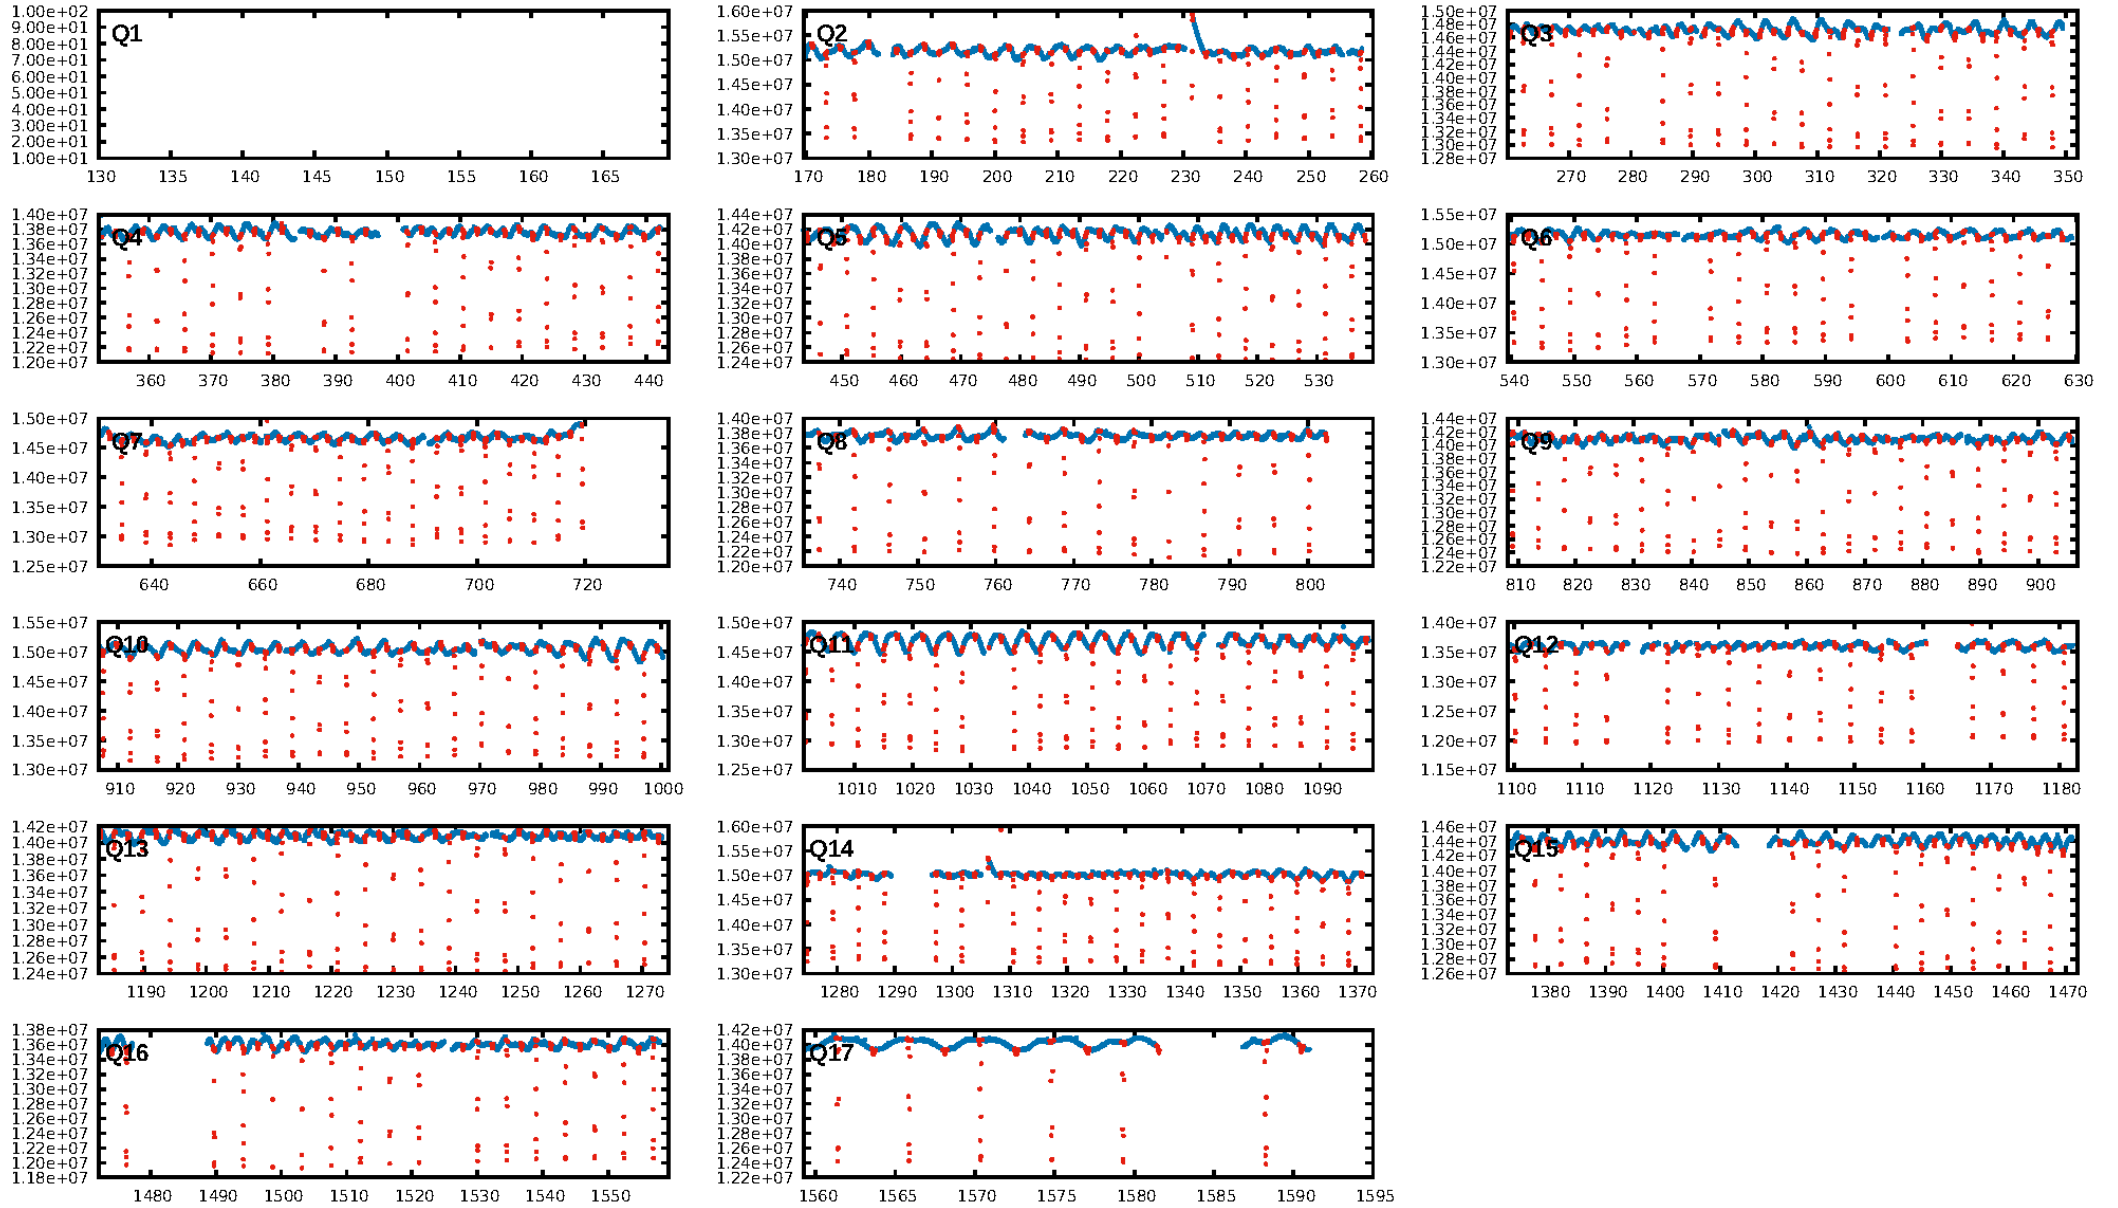 1.00e+02
9.00e+01
Q1
8.00e+01
7.00e+01
6.00e+01
5.00e+01
4.00e+01
3.00e+01
2.00e+01
1.00e+01
130 135 140 145 150 155 160 165
1.60e+07
Q2
1.55e+07
1.50e+07
1.45e+07
1.40e+07
1.35e+07
1.30e+07
170 180 190 200 210 220 230 240 250 260
1.50e+07
1.48e+07
Q3
1.46e+07
1.44e+07
1.42e+07
1.40e+07
1.38e+07
1.36e+07
1.34e+07
1.32e+07
1.30e+07
1.28e+07
270 280 290 300 310 320 330 340 350
1.40e+07
1.38e+07
Q4
1.36e+07
1.34e+07
1.32e+07
1.30e+07
1.28e+07
1.26e+07
1.24e+07
1.22e+07
1.20e+07
360 370 380 390 400 410 420 430 440
1.44e+07
1.42e+07
Q5
1.40e+07
1.38e+07
1.36e+07
1.34e+07
1.32e+07
1.30e+07
1.28e+07
1.26e+07
1.24e+07
450 460 470 480 490 500 510 520 530
1.55e+07
Q6
1.50e+07
1.45e+07
1.40e+07
1.35e+07
1.30e+07
540 550 560 570 580 590 600 610 620 630
1.50e+07
Q7
1.45e+07
1.40e+07
1.35e+07
1.30e+07
1.25e+07
640 660 680 700 720
1.40e+07
1.38e+07
Q8
1.36e+07
1.34e+07
1.32e+07
1.30e+07
1.28e+07
1.26e+07
1.24e+07
1.22e+07
1.20e+07
740 750 760 770 780 790 800
1.44e+07
1.42e+07
Q9
1.40e+07
1.38e+07
1.36e+07
1.34e+07
1.32e+07
1.30e+07
1.28e+07
1.26e+07
1.24e+07
1.22e+07
810 820 830 840 850 860 870 880 890 900
1.55e+07
Q10
1.50e+07
1.45e+07
1.40e+07
1.35e+07
1.30e+07
910 920 930 940 950 960 970 980 990 1000
1.50e+07
Q11
1.45e+07
1.40e+07
1.35e+07
1.30e+07
1.25e+07
1010 1020 1030 1040 1050 1060 1070 1080 1090
1.40e+07
Q12
1.35e+07
1.30e+07
1.25e+07
1.20e+07
1.15e+07
1100 1110 1120 1130 1140 1150 1160 1170 1180
1.42e+07
1.40e+07
Q13
1.38e+07
1.36e+07
1.34e+07
1.32e+07
1.30e+07
1.28e+07
1.26e+07
1.24e+07
1190 1200 1210 1220 1230 1240 1250 1260 1270
1.60e+07
Q14
1.55e+07
1.50e+07
1.45e+07
1.40e+07
1.35e+07
1.30e+07
1280 1290 1300 1310 1320 1330 1340 1350 1360 1370
1.46e+07
1.44e+07
Q15
1.42e+07
1.40e+07
1.38e+07
1.36e+07
1.34e+07
1.32e+07
1.30e+07
1.28e+07
1.26e+07
1380 1390 1400 1410 1420 1430 1440 1450 1460 1470
1.38e+07
1.36e+07
Q16
1.34e+07
1.32e+07
1.30e+07
1.28e+07
1.26e+07
1.24e+07
1.22e+07
1.20e+07
1.18e+07
1480 1490 1500 1510 1520 1530 1540 1550
1.42e+07
1.40e+07
Q17
1.38e+07
1.36e+07
1.34e+07
1.32e+07
1.30e+07
1.28e+07
1.26e+07
1.24e+07
1.22e+07
1560 1565 1570 1575 1580 1585 1590 1595